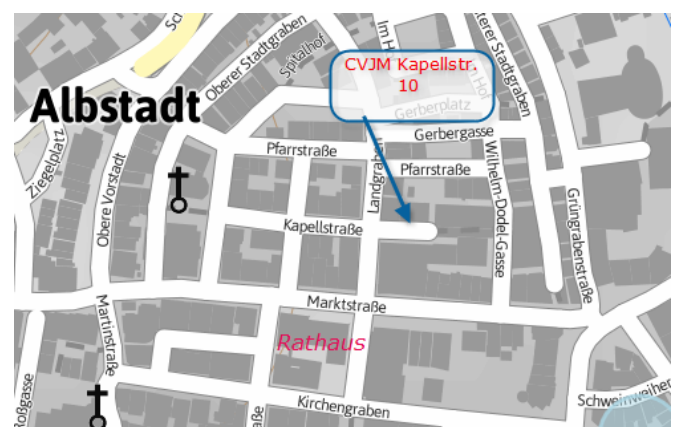 Oberer Stadtgraben
Spitalhof
CVJM Kapellstr.
10
Albstadt
Gerberplatz
Gerbergasse
Pfarrstraße
Pfarrstraße
Ziegelplatz
Obere Vorstadt
Kapellstraße
Wilhelm-Dodel-Gasse
Grüngrabenstraße
Marktstraße
Martinstraße
Rathaus
Kirchengraben
Schweinweiher